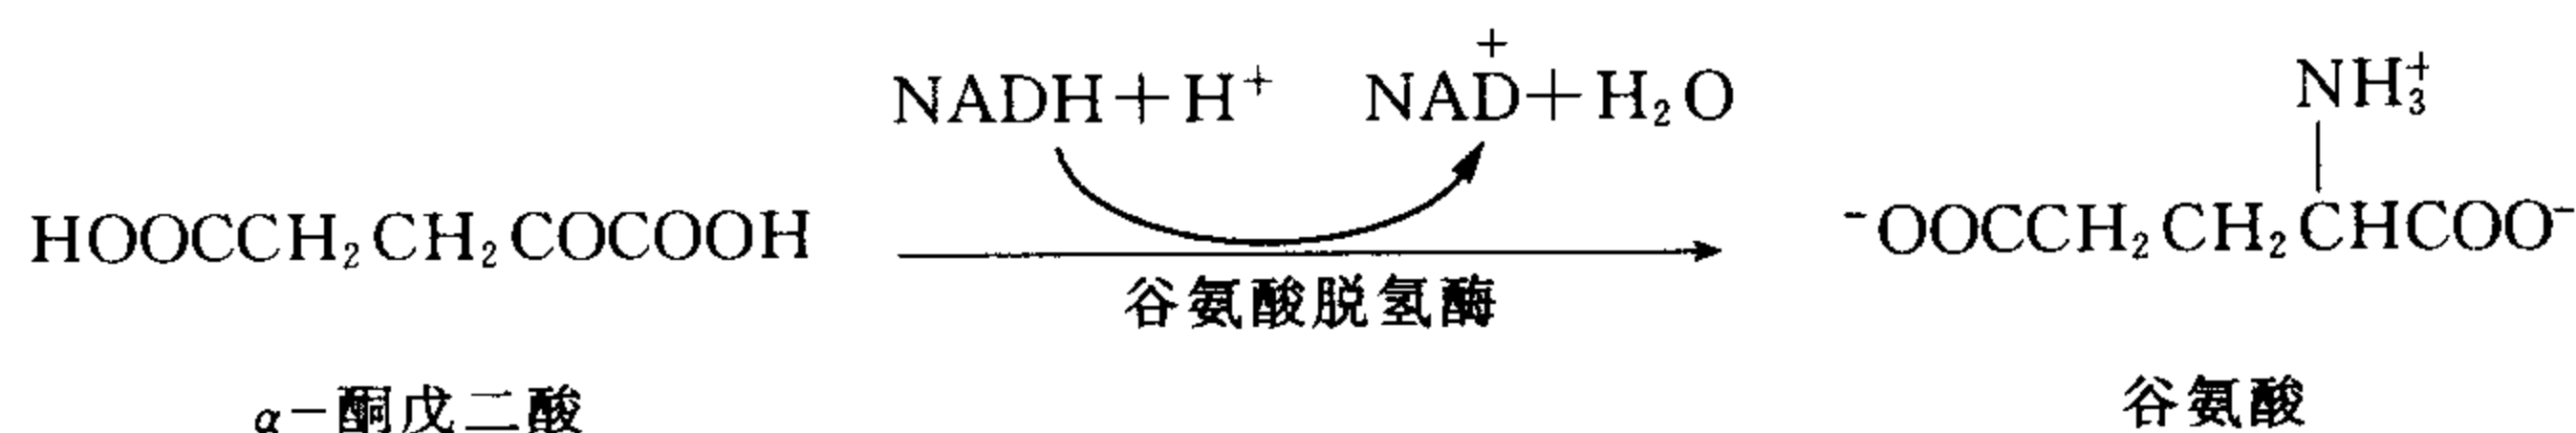 NADH+H⁺ NAD⁺+H₂O
NH₃⁺
HOOCCH₂CH₂COCOOH ⁻OOCCH₂CH₂CHCOO⁻
谷氨酸脱氢酶
α-酮戊二酸 谷氨酸